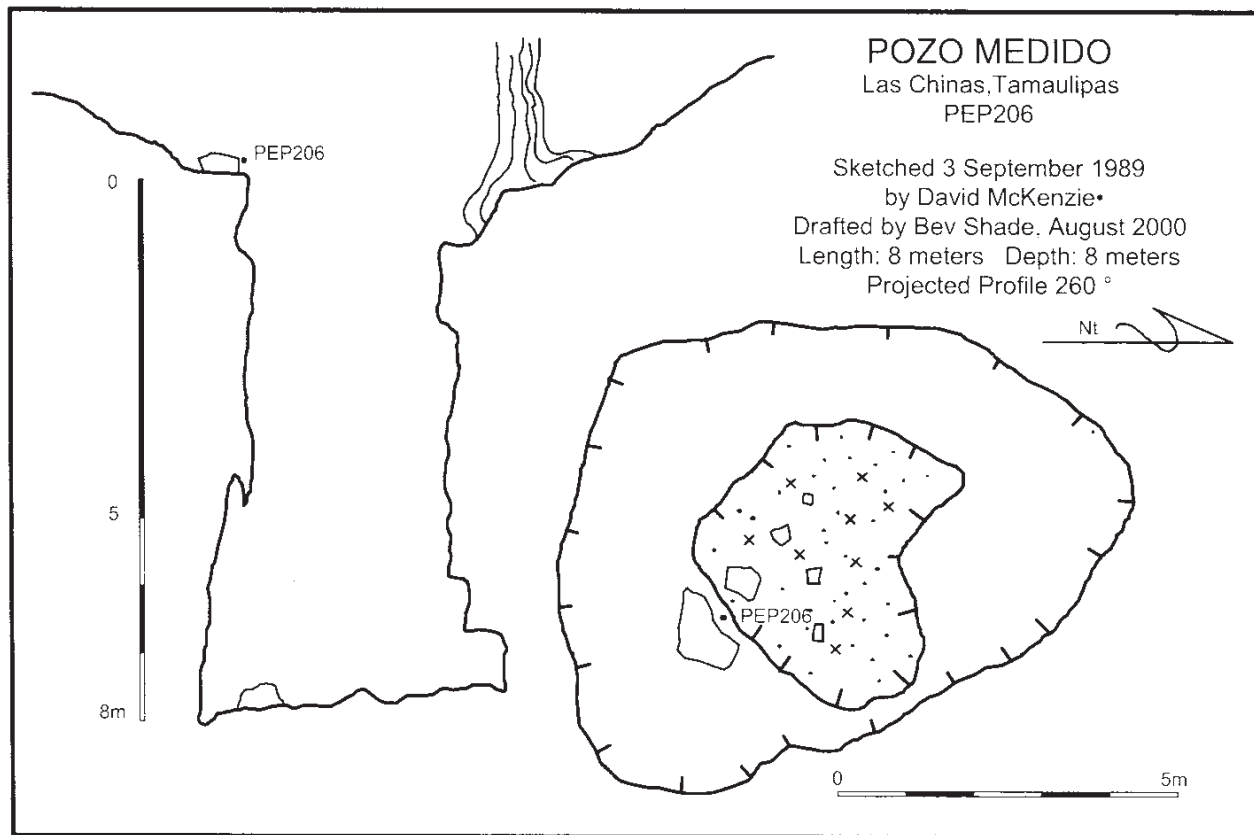 POZO MEDIDO
Las Chinas,Tamaulipas
PEP206
Sketched 3 September 1989
by David McKenzie•
Drafted by Bev Shade, August 2000
Length: 8 meters Depth: 8 meters
Projected Profile 260 °
Nt
PEP206
0
5
8m
PEP206
0
5m